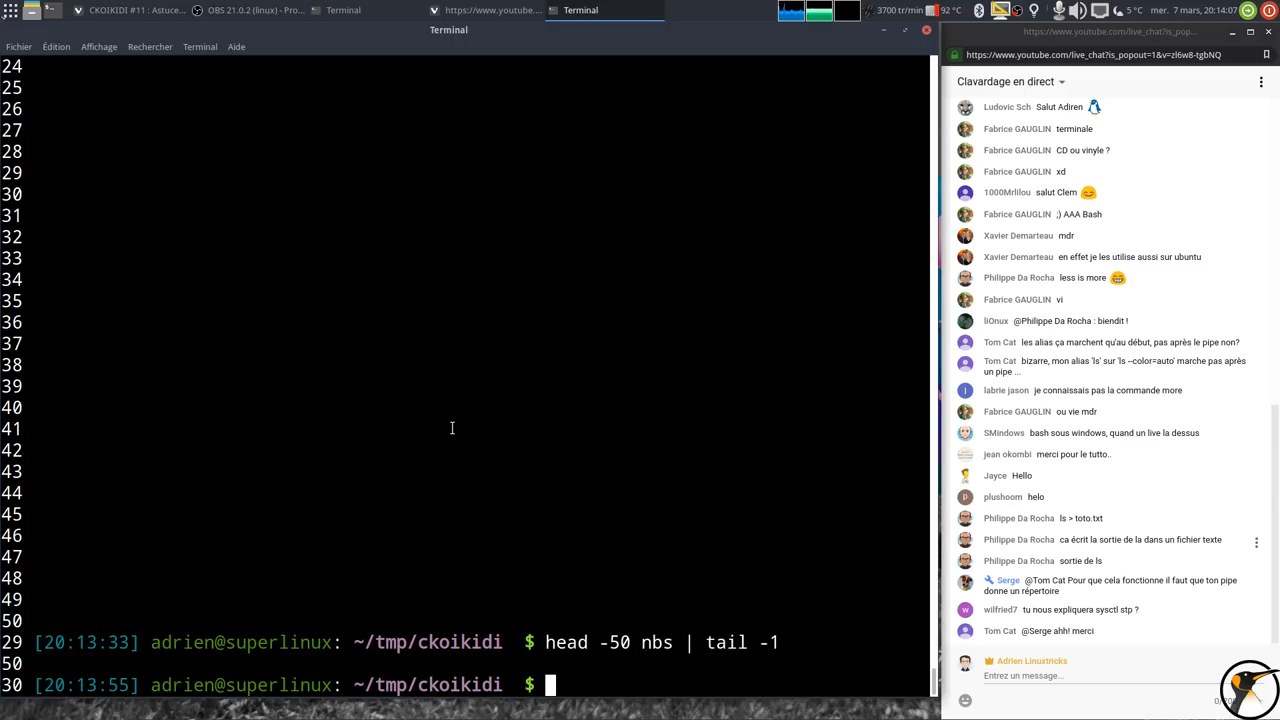 CKOIKIDI #11 : Astuce...
OBS 21.0.2 (linux) - Pro...
Terminal
https://www.youtube....
Terminal
3700 tr/min
92 °C
5 °C
mer. 7 mars, 20:14:07
Terminal
Fichier Édition Affichage Rechercher Terminal Aide
24
25
26
27
28
29
30
31
32
33
34
35
36
37
38
39
40
41
42
43
44
45
46
47
48
49
50
29 [20:13:33] adrien@superlinux: ~/tmp/ckoikidi $ head -50 nbs | tail -1
50
30 [20:13:55] adrien@superlinux: ~/tmp/ckoikidi $
https://www.youtube.com/live_chat?is_pop...
https://www.youtube.com/live_chat?is_popout=1&v=zl6w8-tgbNQ
Clavardage en direct
Ludovic Sch Salut Adiren
Fabrice GAUGLIN terminale
Fabrice GAUGLIN CD ou vinyle ?
Fabrice GAUGLIN xd
1000Mrlilou salut Clem
Fabrice GAUGLIN ;) AAA Bash
Xavier Demarteau mdr
Xavier Demarteau en effet je les utilise aussi sur ubuntu
Philippe Da Rocha less is more
Fabrice GAUGLIN vi
liOnux @Philippe Da Rocha : biendit !
Tom Cat les alias ça marchent qu'au début, pas après le pipe non?
Tom Cat bizarre, mon alias 'ls' sur 'ls --color=auto' marche pas après
un pipe ...
labrie jason je connaissais pas la commande more
Fabrice GAUGLIN ou vie mdr
SMindows bash sous windows, quand un live la dessus
jean okombi merci pour le tutto..
Jayce Hello
plushoom helo
Philippe Da Rocha ls > toto.txt
Philippe Da Rocha ca écrit la sortie de la dans un fichier texte
Philippe Da Rocha sortie de ls
Serge @Tom Cat Pour que cela fonctionne il faut que ton pipe
donne un répertoire
wilfried7 tu nous expliquera sysctl stp ?
Tom Cat @Serge ahh! merci
Adrien Linuxtricks
Entrez un message...